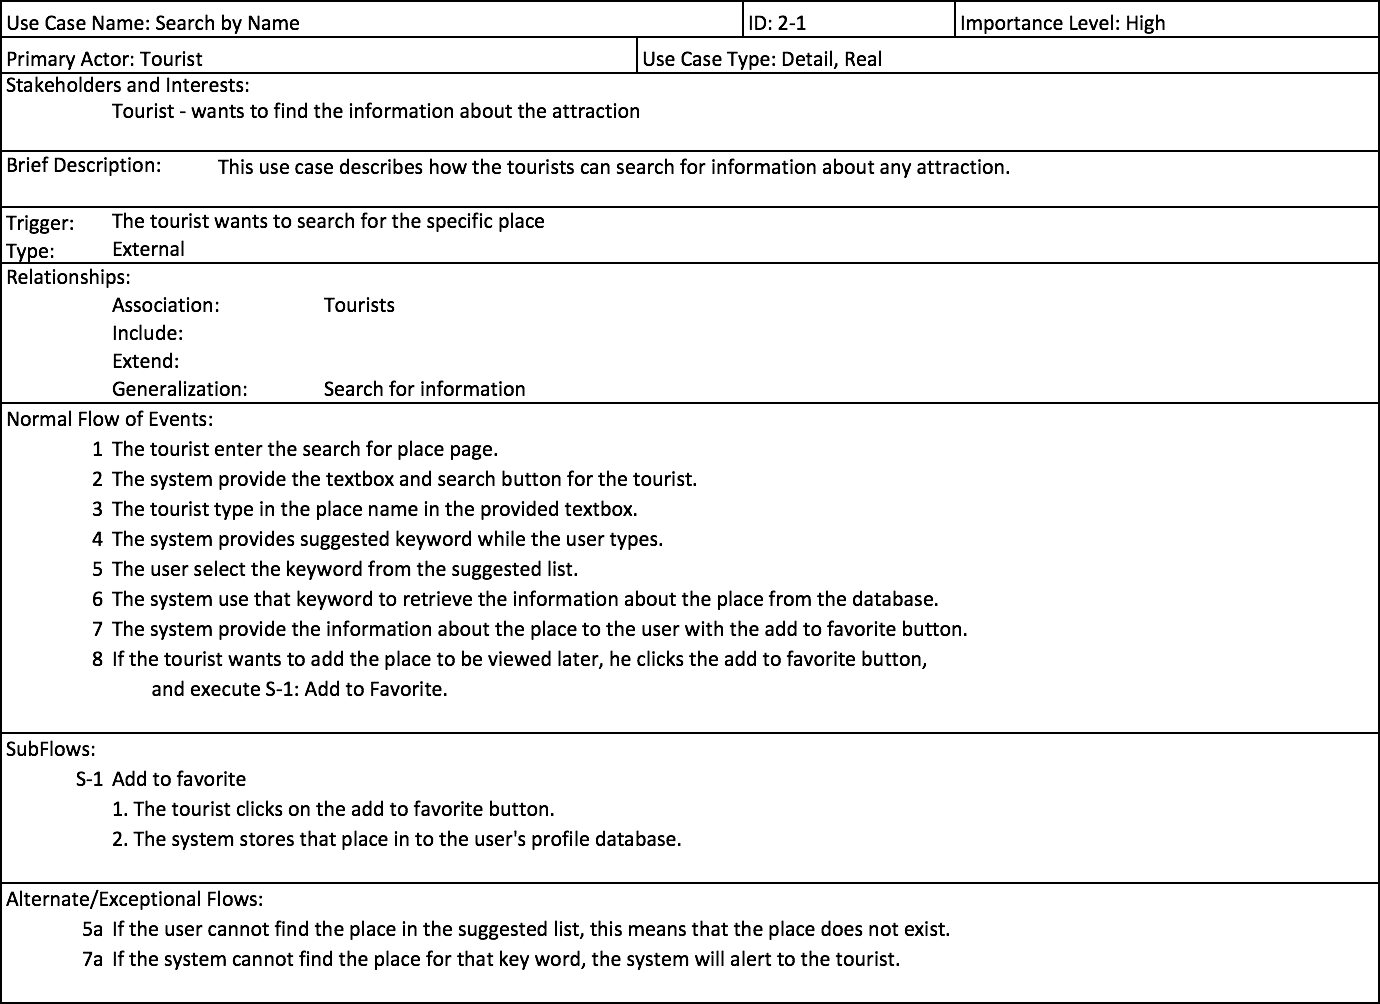 Use Case Name: Search by Name ID: 2-1 Importance Level: High
Primary Actor: Tourist Use Case Type: Detail, Real
Stakeholders and Interests:
Tourist - wants to find the information about the attraction
Brief Description: This use case describes how the tourists can search for information about any attraction.
Trigger: The tourist wants to search for the specific place
Type: External
Relationships:
Association: Tourists
Include:
Extend:
Generalization: Search for information
Normal Flow of Events:
1 The tourist enter the search for place page.
2 The system provide the textbox and search button for the tourist.
3 The tourist type in the place name in the provided textbox.
4 The system provides suggested keyword while the user types.
5 The user select the keyword from the suggested list.
6 The system use that keyword to retrieve the information about the place from the database.
7 The system provide the information about the place to the user with the add to favorite button.
8 If the tourist wants to add the place to be viewed later, he clicks the add to favorite button,
and execute S-1: Add to Favorite.
SubFlows:
S-1 Add to favorite
1. The tourist clicks on the add to favorite button.
2. The system stores that place in to the user's profile database.
Alternate/Exceptional Flows:
5a If the user cannot find the place in the suggested list, this means that the place does not exist.
7a If the system cannot find the place for that key word, the system will alert to the tourist.